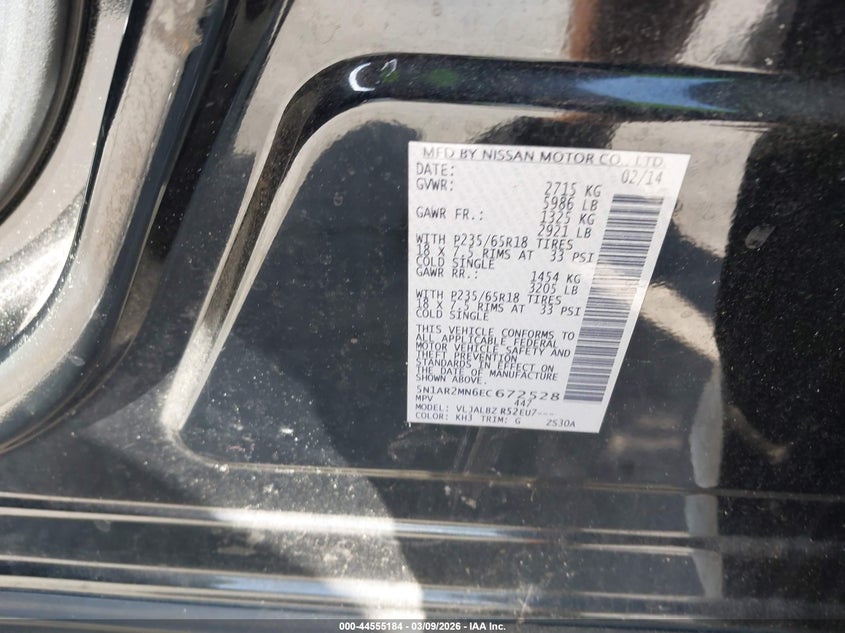 MFD BY NISSAN MOTOR CO., LTD.
DATE: 02/14
GVWR: 2715 KG
5986 LB
GAWR FR.: 1325 KG
2921 LB
WITH P235/65R18 TIRES
18 X 7.5 RIMS AT 33 PSI
COLD SINGLE
GAWR RR.: 1454 KG
3205 LB
WITH P235/65R18 TIRES
18 X 7.5 RIMS AT 33 PSI
COLD SINGLE
THIS VEHICLE CONFORMS TO
ALL APPLICABLE FEDERAL
MOTOR VEHICLE SAFETY AND
THEFT PREVENTION
STANDARDS IN EFFECT ON
THE DATE OF MANUFACTURE
SHOWN ABOVE.
5N1AR2MN6EC672528
MPV 447
MODEL: VLJALBZ R52EU7---
COLOR: KH3 TRIM: G 2S30A
000-44555184 - 03/09/2026 - IAA Inc.